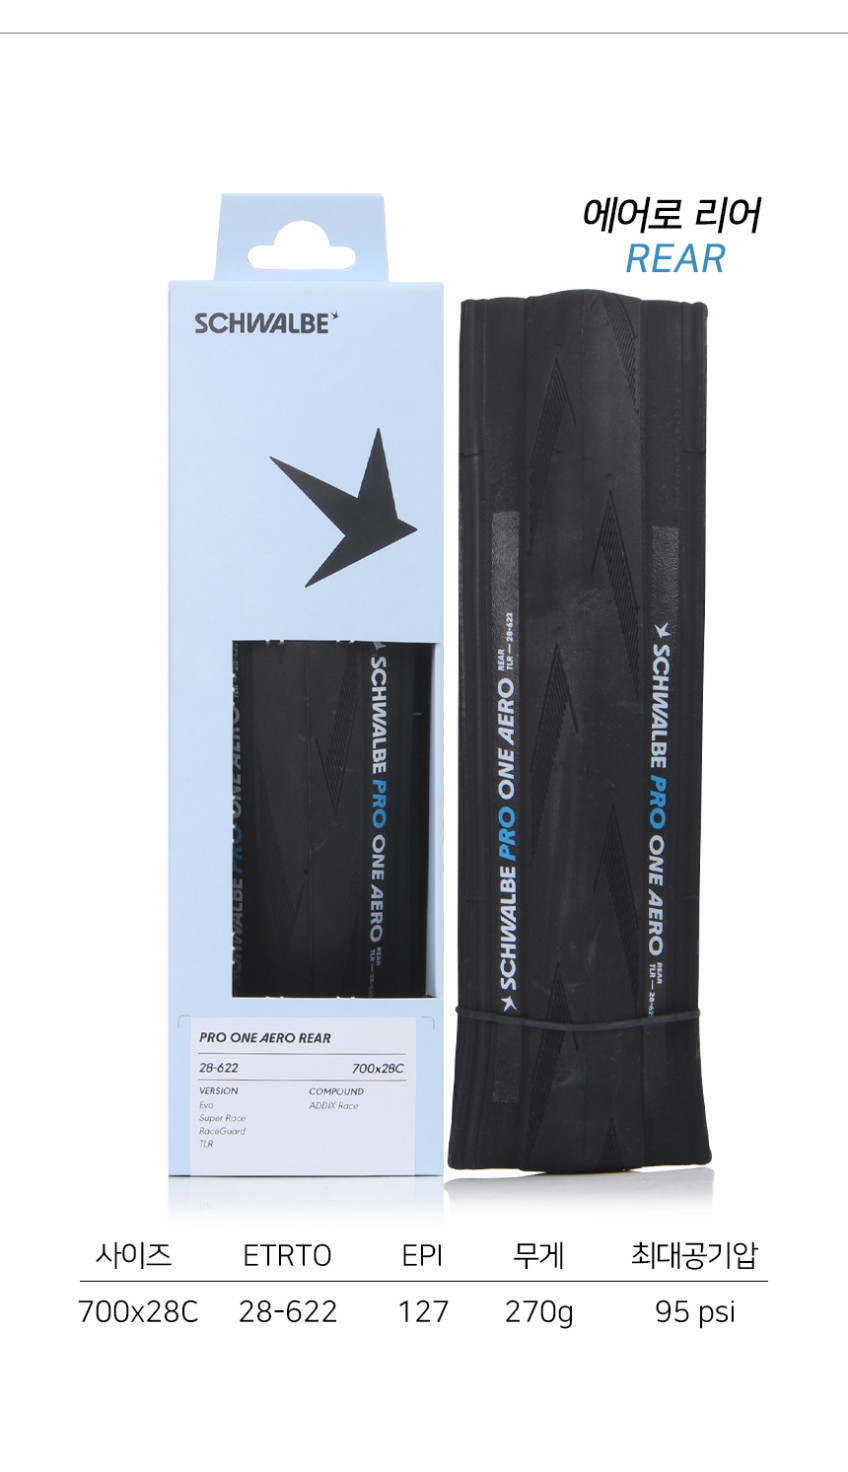 에어로 리어
REAR
SCHWALBE
SCHWALBE PRO ONE AERO
SCHWALBE PRO ONE AERO REAR
TLR — 28-622
SCHWALBE PRO ONE AERO REAR
PRO ONE AERO REAR
28-622 700x28C
VERSION COMPOUND
Evo ADDIX Race
Super Race
RaceGuard
TLR
사이즈 ETRTO EPI 무게 최대공기압
700x28C 28-622 127 270g 95 psi